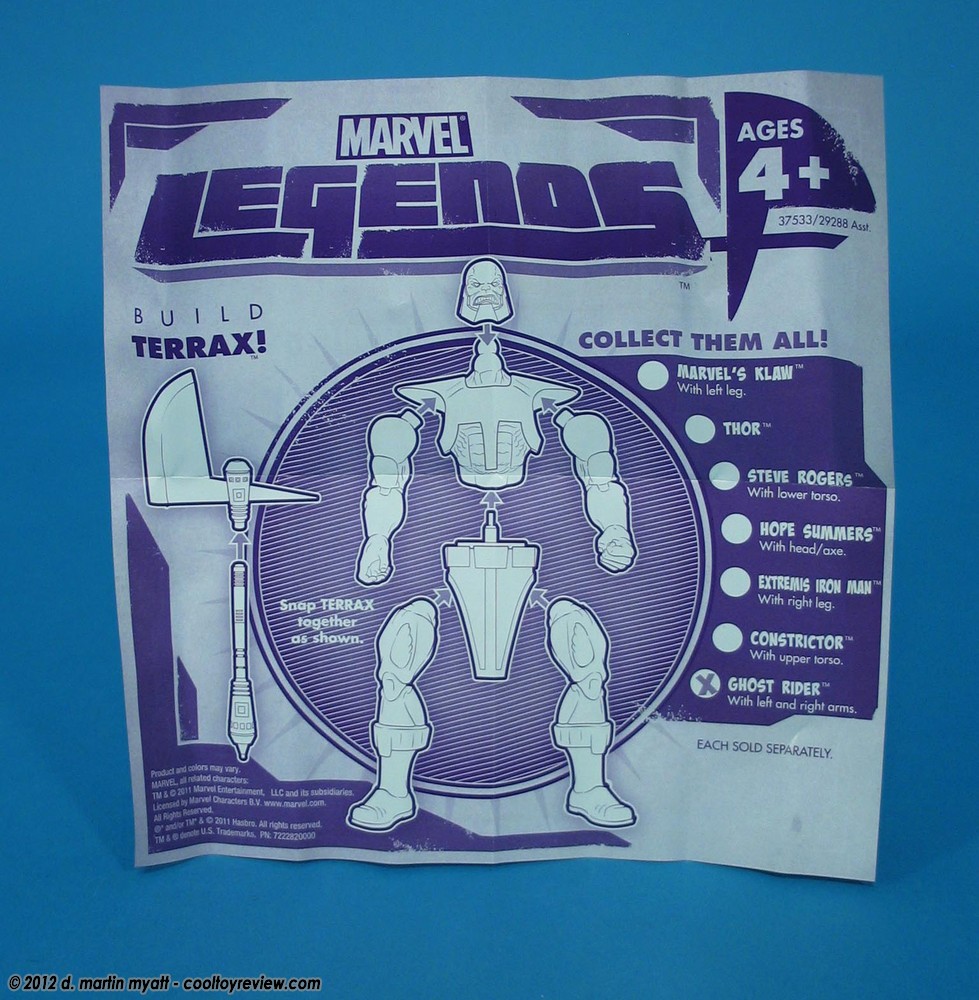 MARVEL®
LEGENDS
™
AGES
4+
37533/29288 Asst.
BUILD
TERRAX!
™
COLLECT THEM ALL!
MARVEL'S KLAW™
With left leg.
THOR™
STEVE ROGERS™
With lower torso.
HOPE SUMMERS™
With head/axe.
EXTREMIS IRON MAN™
With right leg.
CONSTRICTOR™
With upper torso.
X GHOST RIDER™
With left and right arms.
EACH SOLD SEPARATELY.
Snap TERRAX
together
as shown.
Product and colors may vary.
MARVEL, all related characters:
TM & © 2011 Marvel Entertainment, LLC and its subsidiaries.
Licensed by Marvel Characters B.V. www.marvel.com.
All Rights Reserved.
®* and/or TM* & © 2011 Hasbro. All rights reserved.
TM & ® denote U.S. Trademarks. PN: 7222820000
© 2012 d. martin myatt - cooltoyreview.com